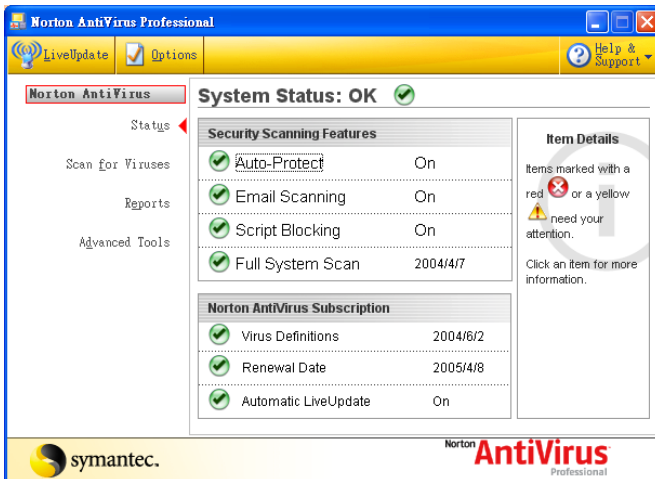 Norton AntiVirus Professional
LiveUpdate
Options
Help & Support
Norton AntiVirus
Status
Scan for Viruses
Reports
Advanced Tools
System Status: OK
Security Scanning Features
Auto-Protect On
Email Scanning On
Script Blocking On
Full System Scan 2004/4/7
Norton AntiVirus Subscription
Virus Definitions 2004/6/2
Renewal Date 2005/4/8
Automatic LiveUpdate On
Item Details
Items marked with a
red or a yellow
need your
attention.
Click an item for more
information.
symantec.
Norton AntiVirus
Professional